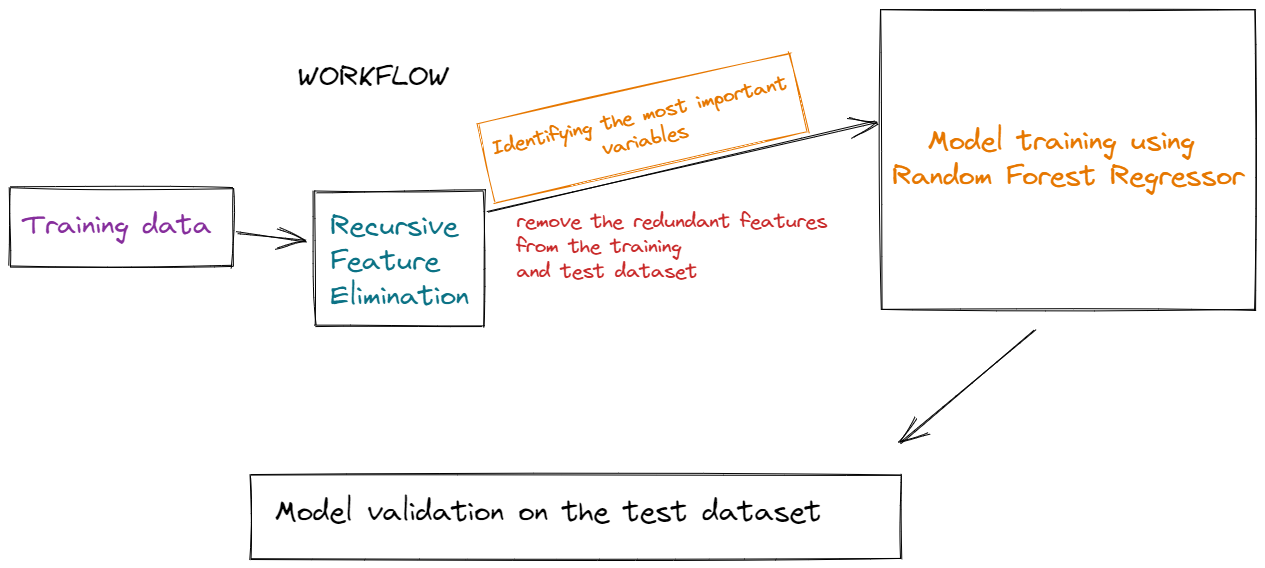 WORKFLOW
Identifying the most important
variables
Model training using
Random Forest Regressor
Training data
Recursive
Feature
Elimination
remove the redundant features
from the training
and test dataset
Model validation on the test dataset